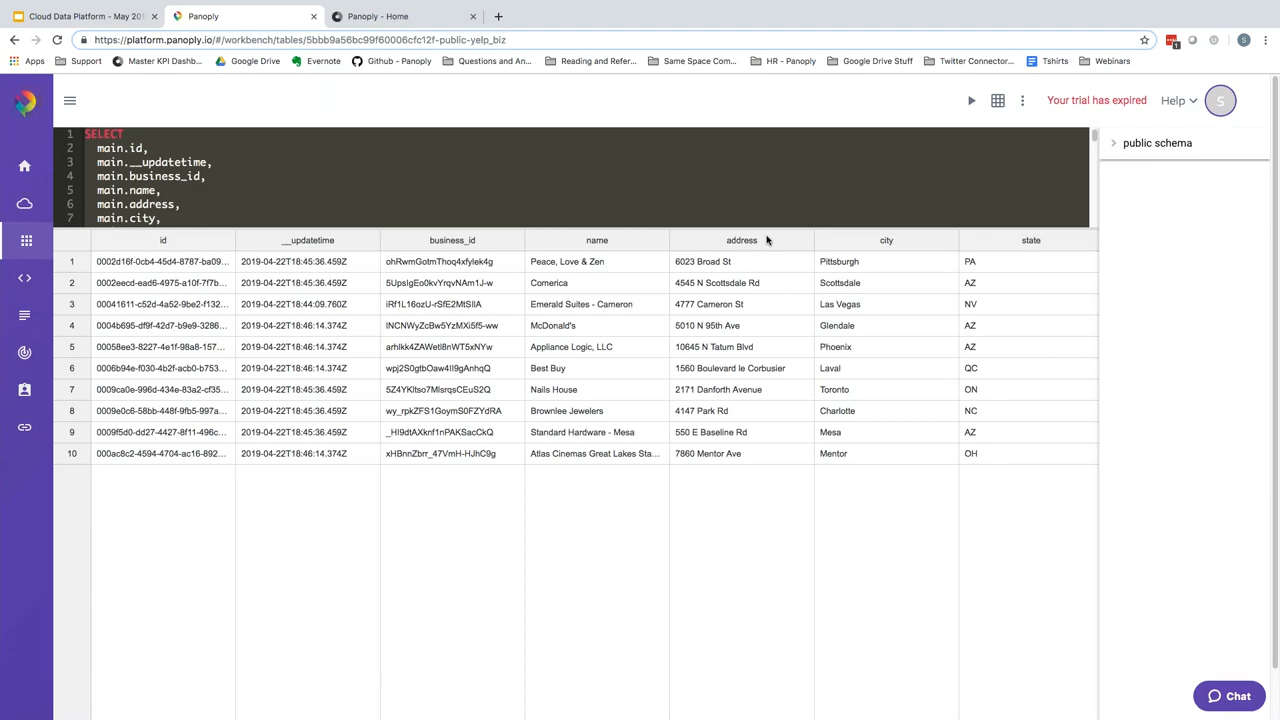 Cloud Data Platform - May 201
Panoply
Panoply - Home
https://platform.panoply.io/#/workbench/tables/5bbb9a56bc99f60006cfc12f-public-yelp_biz
Apps Support Master KPI Dashb... Google Drive Evernote Github - Panoply Questions and An... Reading and Refer... Same Space Com... HR - Panoply Google Drive Stuff Twitter Connector... Tshirts Webinars
Your trial has expired Help S
1 SELECT
2 main.id,
3 main.__updatetime,
4 main.business_id,
5 main.name,
6 main.address,
7 main.city,
public schema
id __updatetime business_id name address city state
1 0002d16f-0cb4-45d4-8787-ba09... 2019-04-22T18:45:36.459Z ohRwmGotmThoq4xfylek4g Peace, Love & Zen 6023 Broad St Pittsburgh PA
2 0002eecd-ead6-4975-a10f-7f7b... 2019-04-22T18:45:36.459Z 5UpsIgEo0kvYrqvNAm1J-w Comerica 4545 N Scottsdale Rd Scottsdale AZ
3 00041611-c52d-4a52-9be2-f132... 2019-04-22T18:44:09.760Z iRf1L16ozU-rSfE2MtSIIA Emerald Suites - Cameron 4777 Cameron St Las Vegas NV
4 0004b695-df9f-42d7-b9e9-3286... 2019-04-22T18:46:14.374Z lNCNWyZcBw5YzMXi5f5-ww McDonald's 5010 N 95th Ave Glendale AZ
5 00058ee3-8227-4e1f-98a8-157... 2019-04-22T18:46:14.374Z arhlkk4ZAWetl8nWT5xNYw Appliance Logic, LLC 10645 N Tatum Blvd Phoenix AZ
6 0006b94e-f030-4b2f-acb0-b753... 2019-04-22T18:46:14.374Z wpj2S0gtbOaw4II9gAnhqQ Best Buy 1560 Boulevard le Corbusier Laval QC
7 0009ca0e-996d-434e-83a2-cf35... 2019-04-22T18:45:36.459Z 5Z4YKltso7MlsrqsCEuS2Q Nails House 2171 Danforth Avenue Toronto ON
8 0009e0c6-58bb-448f-9fb5-997a... 2019-04-22T18:45:36.459Z wy_rpkZFS1GoymS0FZYdRA Brownlee Jewelers 4147 Park Rd Charlotte NC
9 0009f5d0-dd27-4427-8f11-496c... 2019-04-22T18:45:36.459Z _HI9dtAXknf1nPAKSacCkQ Standard Hardware - Mesa 550 E Baseline Rd Mesa AZ
10 000ac8c2-4594-4704-ac16-892... 2019-04-22T18:46:14.374Z xHBnnZbrr_47VmH-HJhC9g Atlas Cinemas Great Lakes Sta... 7860 Mentor Ave Mentor OH
Chat